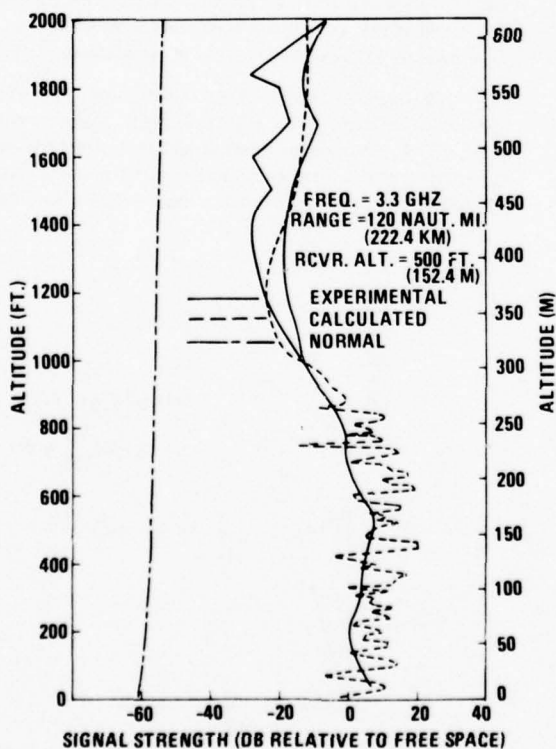 2000
1800
1600
1400
1200
1000
800
600
400
200
0
ALTITUDE (FT.)
600
550
500
450
400
350
300
250
200
150
100
50
0
ALTITUDE (M)
FREQ. = 3.3 GHZ
RANGE = 120 NAUT. MI.
(222.4 KM)
RCVR. ALT. = 500 FT.
(152.4 M)
EXPERIMENTAL
CALCULATED
NORMAL
-60 -40 -20 0 20 40
SIGNAL STRENGTH (DB RELATIVE TO FREE SPACE)